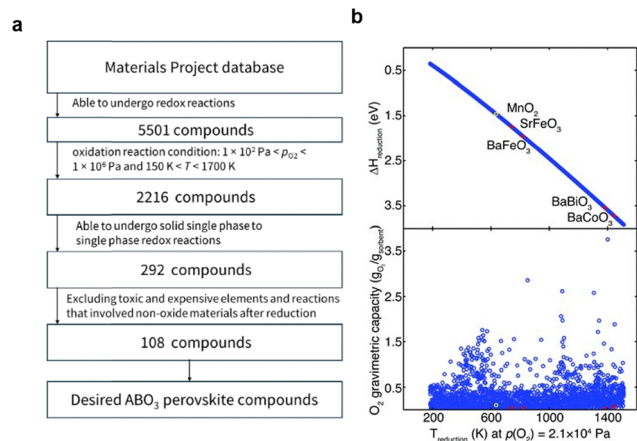 a
Materials Project database
Able to undergo redox reactions
5501 compounds
oxidation reaction condition: 1 × 10² Pa < pO₂ <
1 × 10⁶ Pa and 150 K < T < 1700 K
2216 compounds
Able to undergo solid single phase to
single phase redox reactions
292 compounds
Excluding toxic and expensive elements and reactions
that involved non-oxide materials after reduction
108 compounds
Desired ABO₃ perovskite compounds
b
ΔHreduction (eV)
0.5
1.5
2.5
3.5
MnO₂
SrFeO₃
BaFeO₃
BaBiO₃
BaCoO₃
O₂ gravimetric capacity (gO₂/gsorbent)
3.5
2.5
1.5
0.5
200 600 1000 1400
Treduction (K) at p(O₂) = 2.1×10⁴ Pa